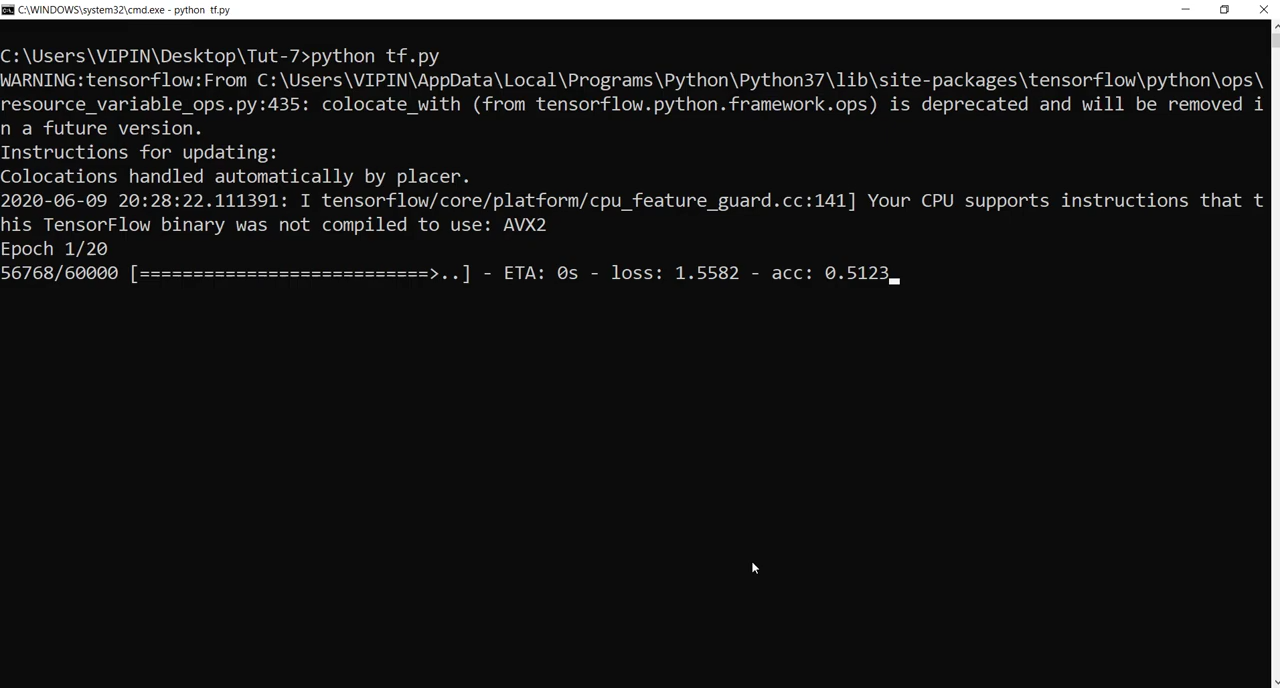 C:\WINDOWS\system32\cmd.exe - python tf.py
C:\Users\VIPIN\Desktop\Tut-7>python tf.py
WARNING:tensorflow:From C:\Users\VIPIN\AppData\Local\Programs\Python\Python37\lib\site-packages\tensorflow\python\ops\
resource_variable_ops.py:435: colocate_with (from tensorflow.python.framework.ops) is deprecated and will be removed i
n a future version.
Instructions for updating:
Colocations handled automatically by placer.
2020-06-09 20:28:22.111391: I tensorflow/core/platform/cpu_feature_guard.cc:141] Your CPU supports instructions that t
his TensorFlow binary was not compiled to use: AVX2
Epoch 1/20
56768/60000 [===========================>..] - ETA: 0s - loss: 1.5582 - acc: 0.5123